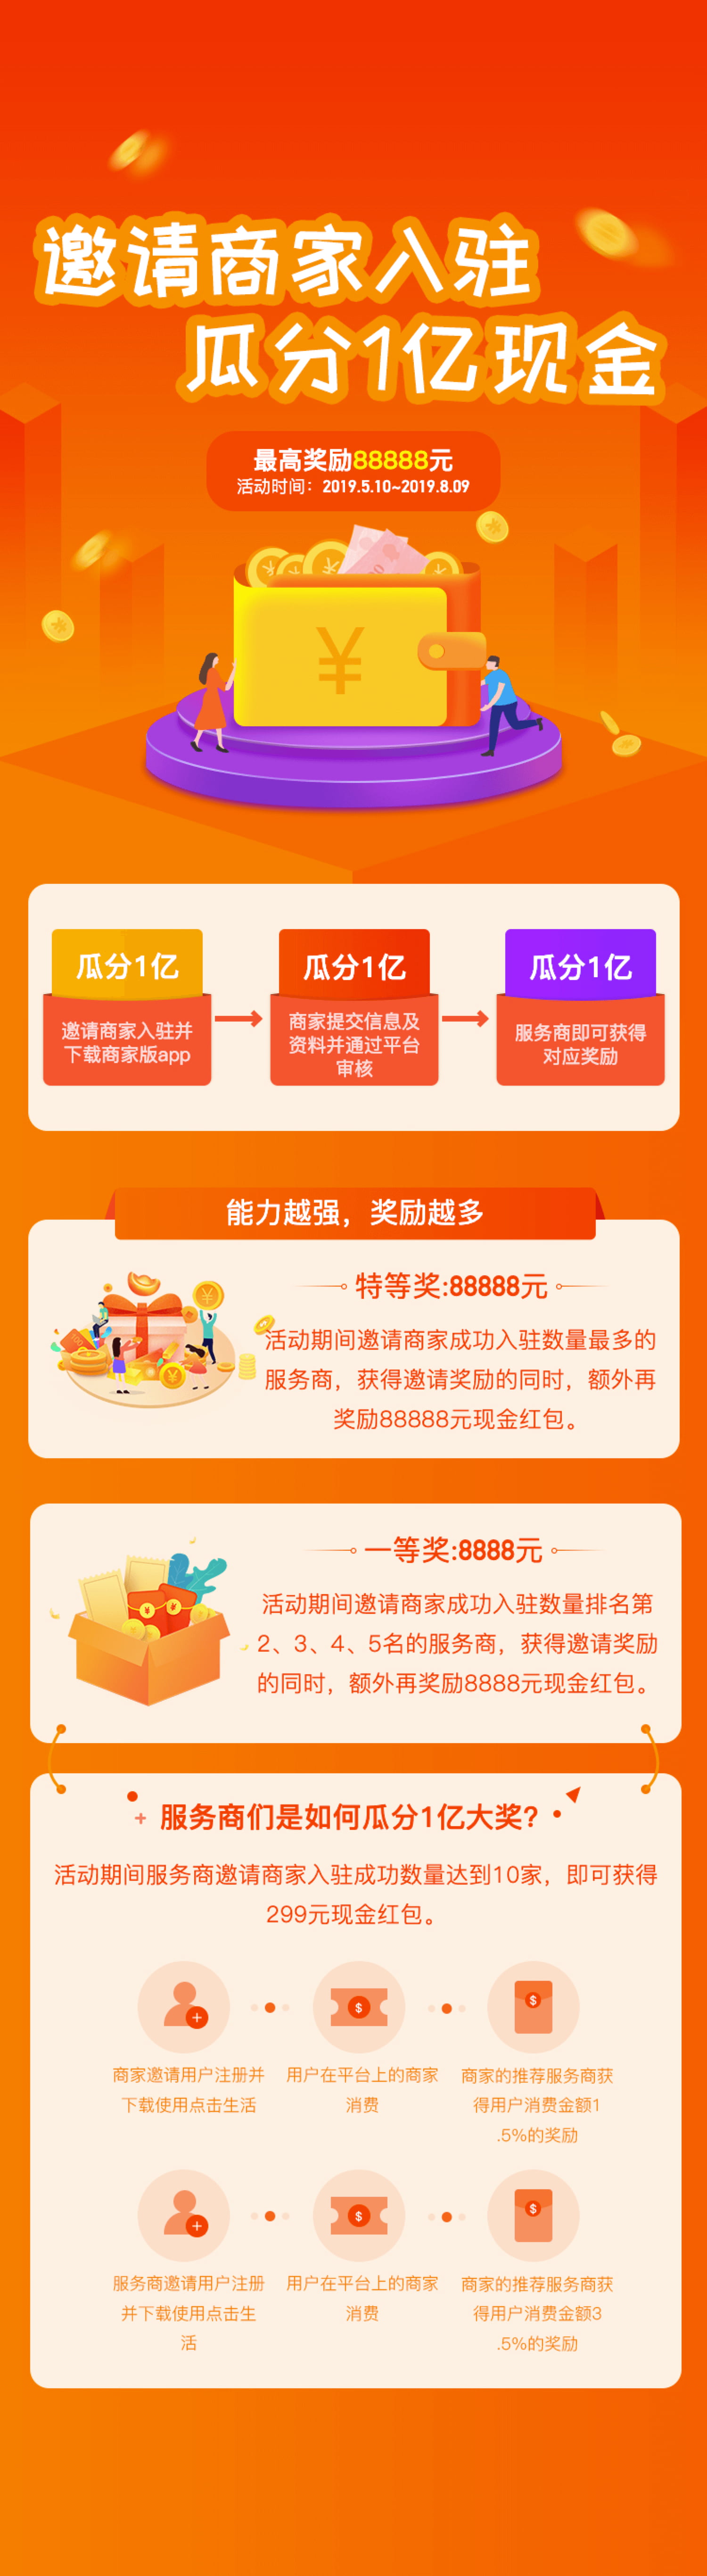 邀请商家入驻
瓜分1亿现金
最高奖励88888元
活动时间：2019.5.10~2019.8.09
¥
瓜分1亿
邀请商家入驻并
下载商家版app
瓜分1亿
商家提交信息及
资料并通过平台
审核
瓜分1亿
服务商即可获得
对应奖励
能力越强，奖励越多
特等奖:88888元
活动期间邀请商家成功入驻数量最多的
服务商，获得邀请奖励的同时，额外再
奖励88888元现金红包。
一等奖:8888元
活动期间邀请商家成功入驻数量排名第
2、3、4、5名的服务商，获得邀请奖励
的同时，额外再奖励8888元现金红包。
服务商们是如何瓜分1亿大奖？
活动期间服务商邀请商家入驻成功数量达到10家，即可获得
299元现金红包。
商家邀请用户注册并
下载使用点击生活
用户在平台上的商家
消费
商家的推荐服务商获
得用户消费金额1
.5%的奖励
服务商邀请用户注册
并下载使用点击生
活
用户在平台上的商家
消费
商家的推荐服务商获
得用户消费金额3
.5%的奖励